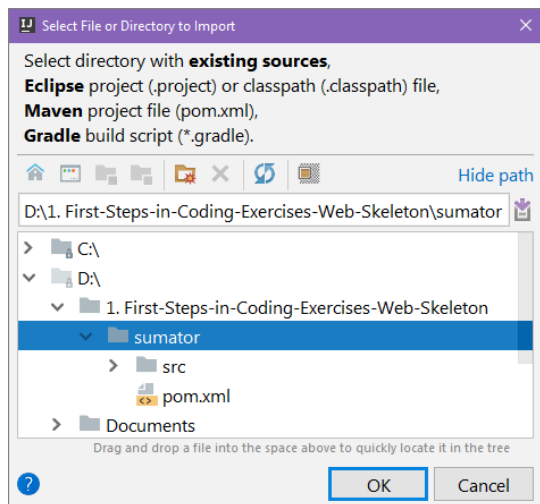 IJ Select File or Directory to Import
Select directory with existing sources,
Eclipse project (.project) or classpath (.classpath) file,
Maven project file (pom.xml),
Gradle build script (*.gradle).
Hide path
D:\1. First-Steps-in-Coding-Exercises-Web-Skeleton\sumator
C:\
D:\
1. First-Steps-in-Coding-Exercises-Web-Skeleton
sumator
src
pom.xml
Documents
Drag and drop a file into the space above to quickly locate it in the tree
? OK Cancel